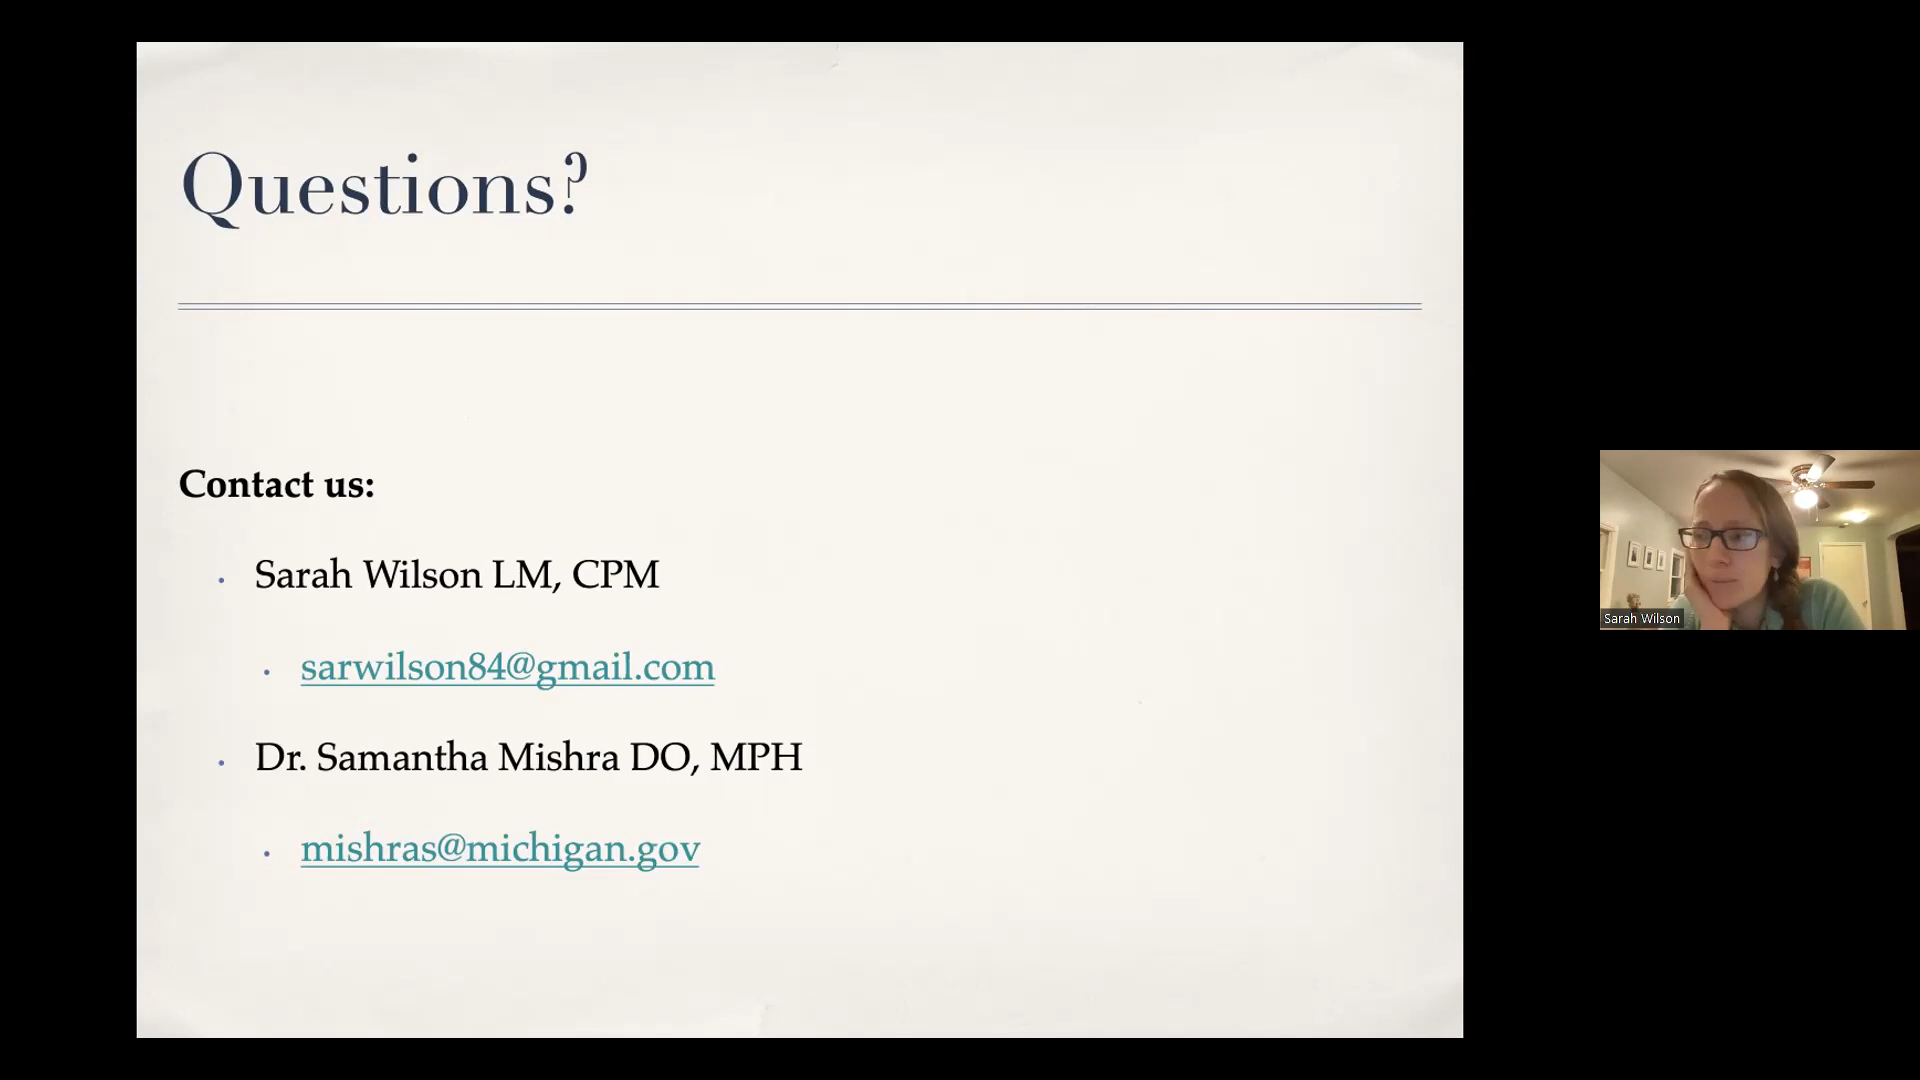 Questions?
Contact us:
Sarah Wilson LM, CPM
sarwilson84@gmail.com
Dr. Samantha Mishra DO, MPH
mishras@michigan.gov
Sarah Wilson